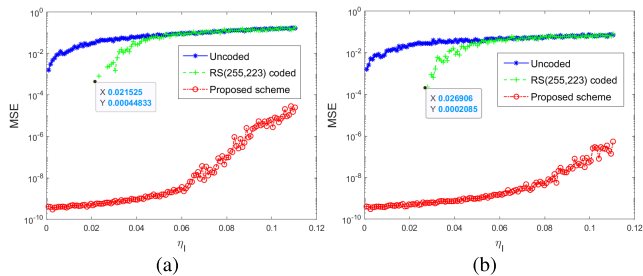 10^0
10^-2
10^-4
10^-6
10^-8
10^-10
MSE
Uncoded
RS(255,223) coded
Proposed scheme
X 0.021525
Y 0.00044833
0 0.02 0.04 0.06 0.08 0.1 0.12
η_I
(a)
10^0
10^-2
10^-4
10^-6
10^-8
10^-10
MSE
Uncoded
RS(255,223) coded
Proposed scheme
X 0.026906
Y 0.0002085
0 0.02 0.04 0.06 0.08 0.1 0.12
η_I
(b)